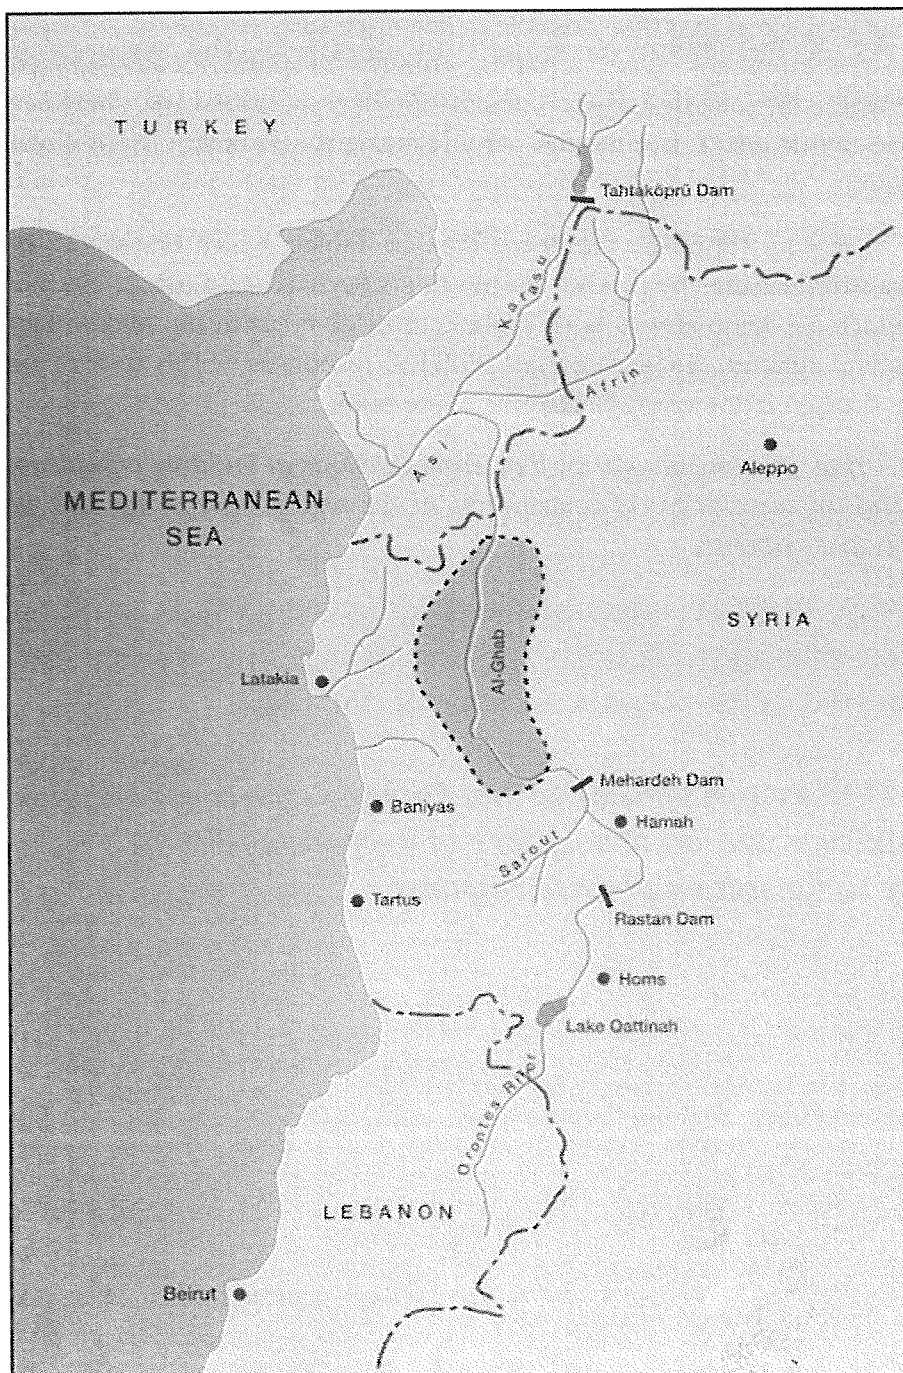 TURKEY
Tahtaköprü Dam
Karasu
Afrin
Asi
Aleppo
MEDITERRANEAN
SEA
SYRIA
Al-Ghab
Latakia
Mehardeh Dam
Baniyas
Hamah
Sarout
Tartus
Rastan Dam
Homs
Lake Qattinah
Orontes River
LEBANON
Beirut